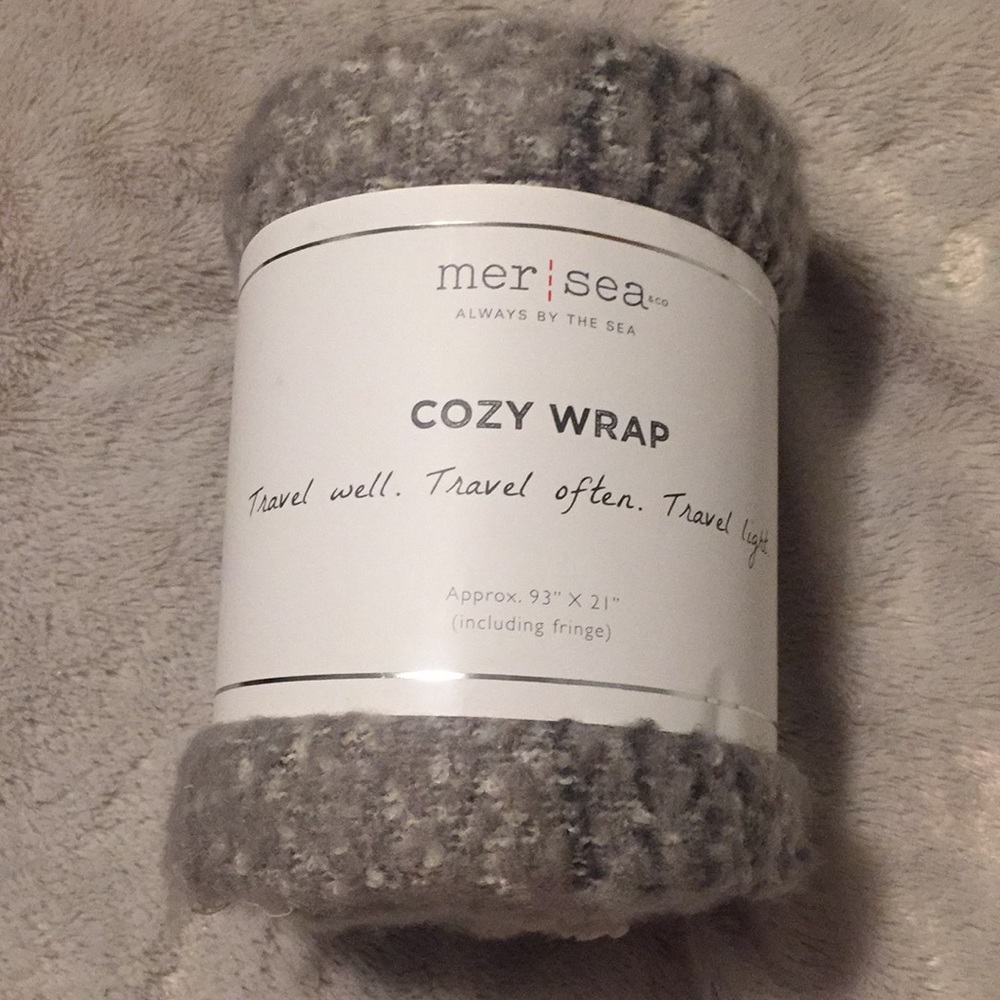 mer¦sea &co
ALWAYS BY THE SEA
COZY WRAP
Travel well. Travel often. Travel light.
Approx. 93" X 21"
(including fringe)